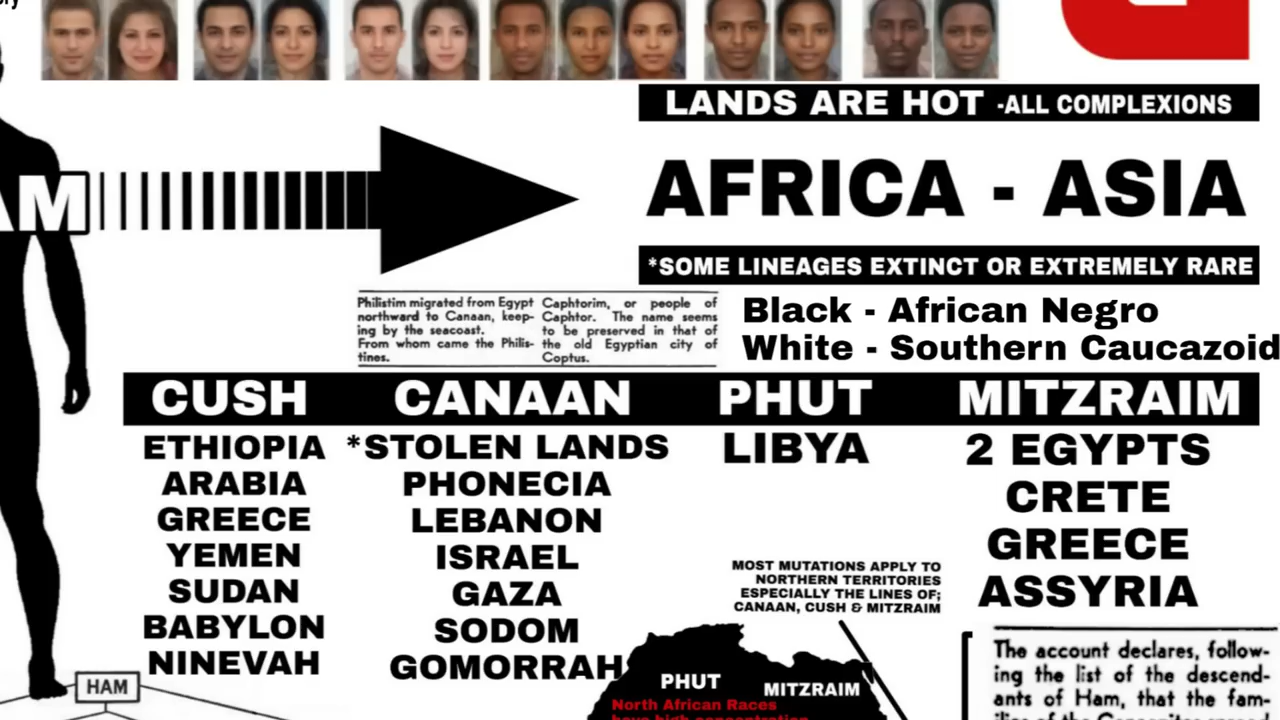 ry
LANDS ARE HOT -ALL COMPLEXIONS
AM
AFRICA - ASIA
*SOME LINEAGES EXTINCT OR EXTREMELY RARE
Philistim migrated from Egypt
northward to Canaan, keep-
ing by the seacoast.
From whom came the Philis-
tines.
Caphtorim, or people of
Caphtor. The name seems
to be preserved in that of
the old Egyptian city of
Coptus.
Black - African Negro
White - Southern Caucazoid
CUSH CANAAN PHUT MITZRAIM
ETHIOPIA
ARABIA
GREECE
YEMEN
SUDAN
BABYLON
NINEVAH
*STOLEN LANDS
PHONECIA
LEBANON
ISRAEL
GAZA
SODOM
GOMORRAH
LIBYA
2 EGYPTS
CRETE
GREECE
ASSYRIA
MOST MUTATIONS APPLY TO
NORTHERN TERRITORIES
ESPECIALLY THE LINES OF;
CANAAN, CUSH & MITZRAIM
HAM
PHUT
MITZRAIM
North African Races
have high concentration
The account declares, follow-
ing the list of the descend-
ants of Ham, that the fam-